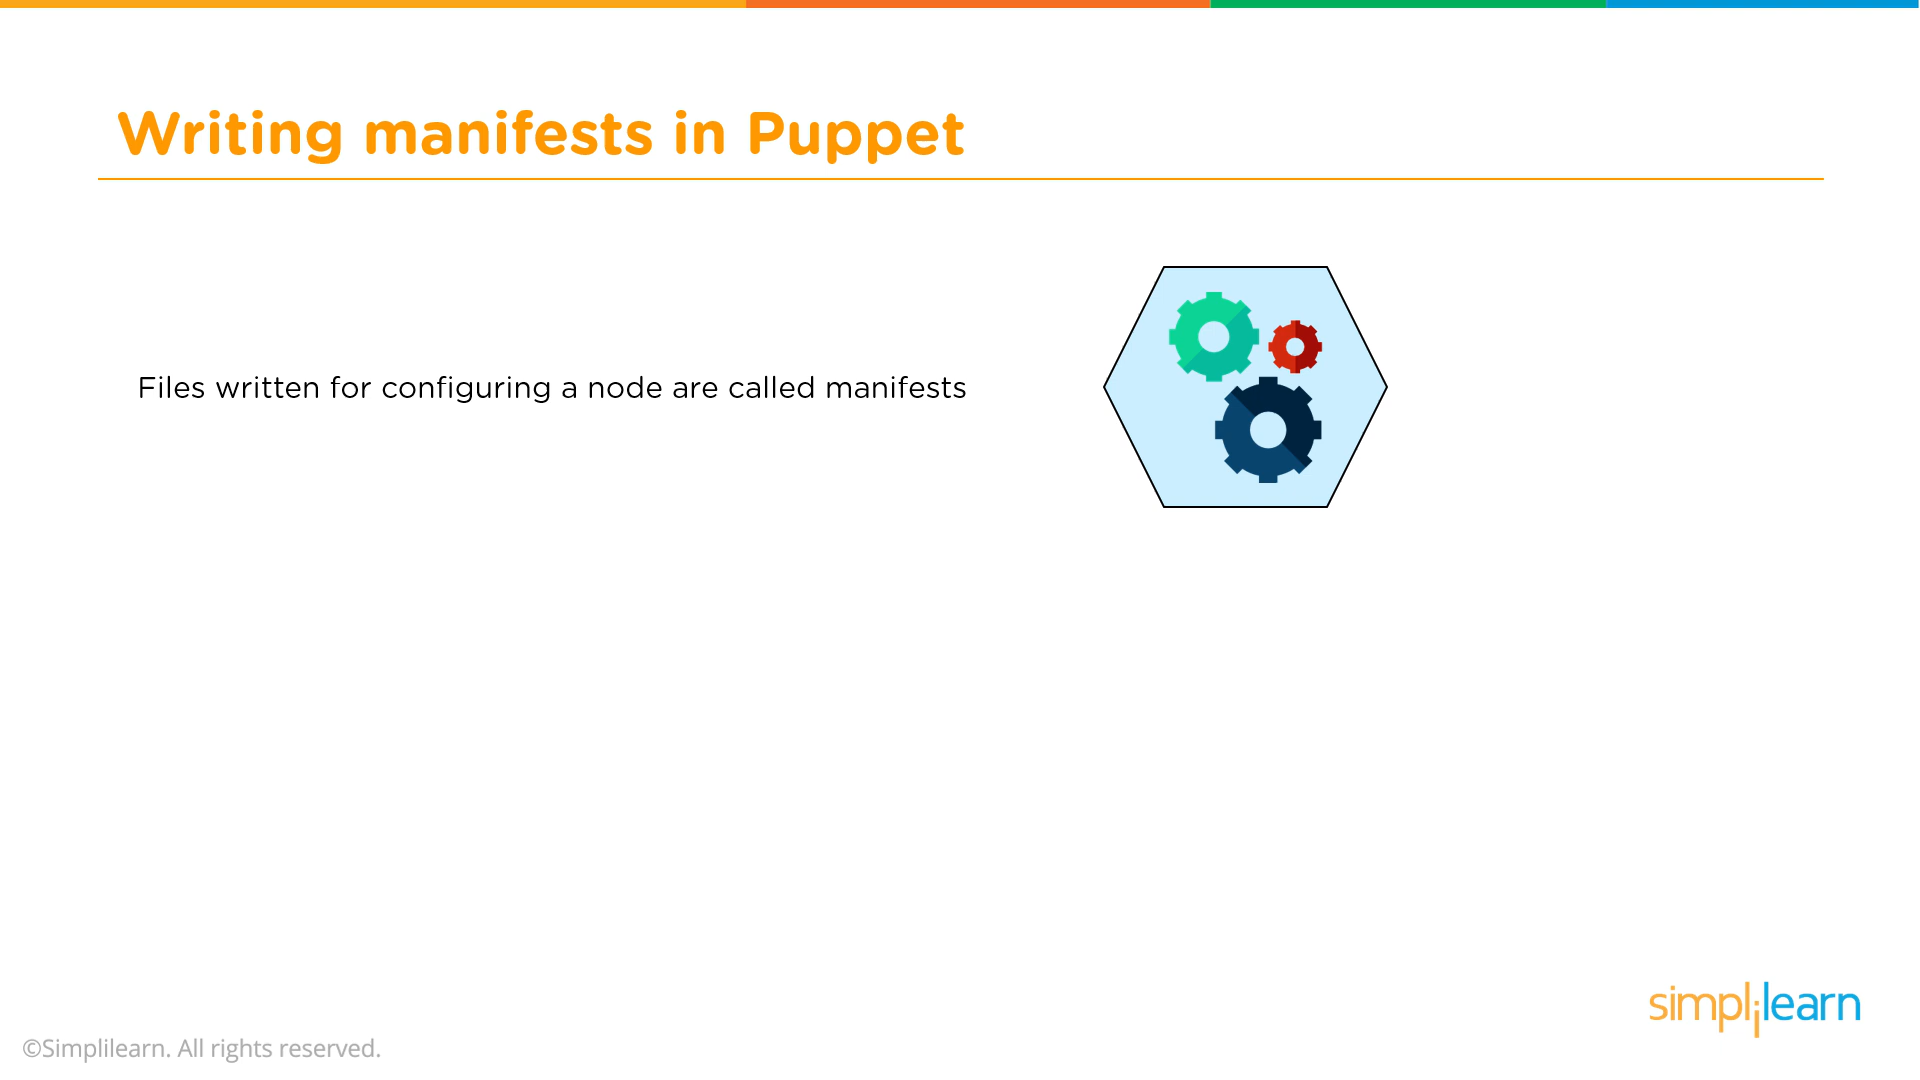 Writing manifests in Puppet
Files written for configuring a node are called manifests
simplilearn
©Simplilearn. All rights reserved.